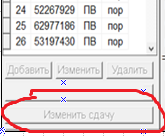 24 52267929 ПВ пор
25 62977186 ПВ пор
26 53197430 ПВ пор
Добавить Изменить Удалить
Изменить сдачу